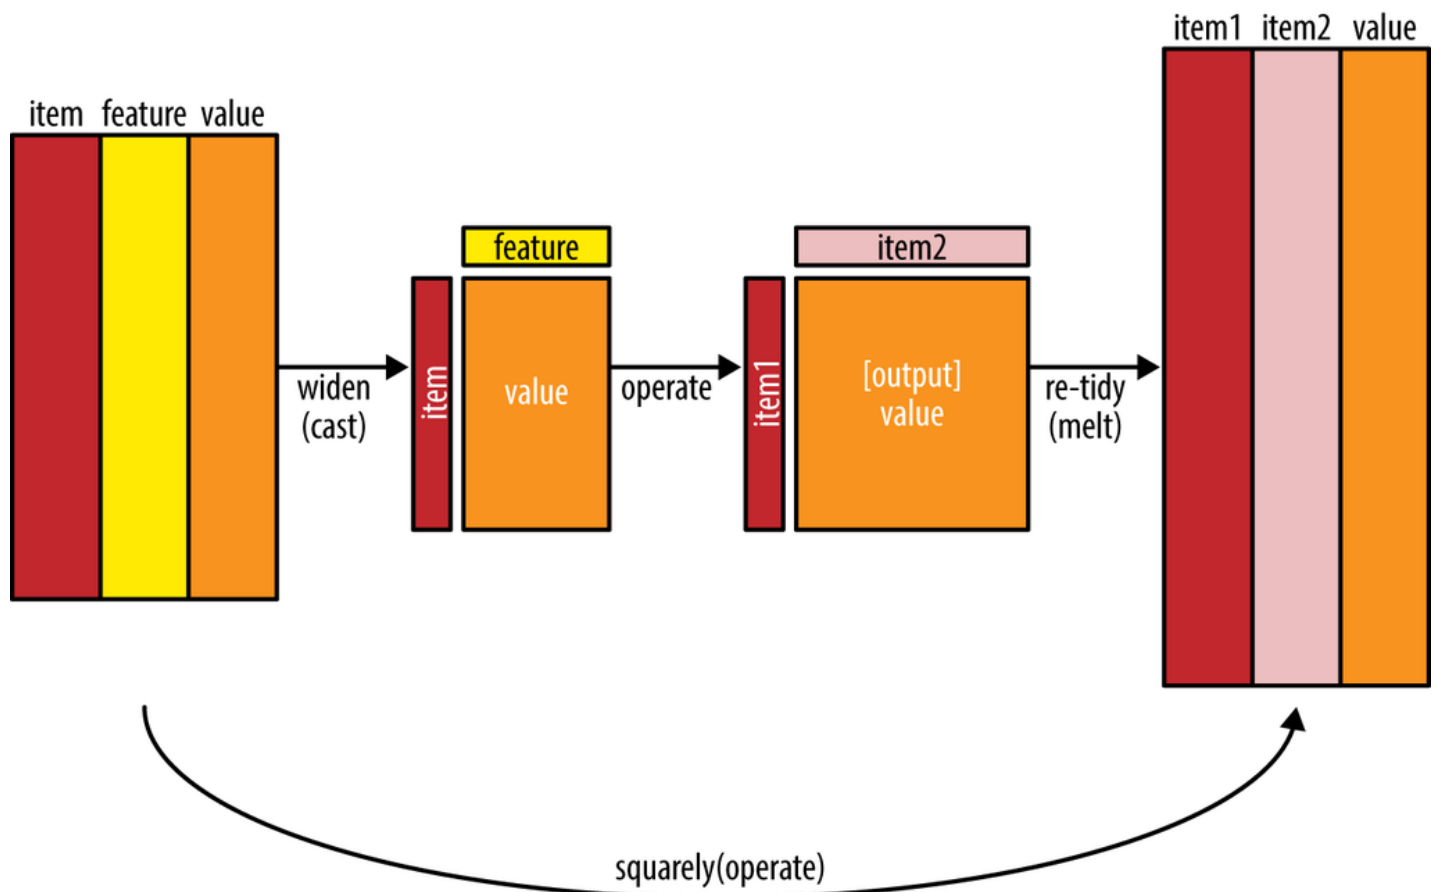 item1 item2 value
item feature value
feature
item2
widen
(cast)
item
value
operate
item1
[output]
value
re-tidy
(melt)
squarely(operate)